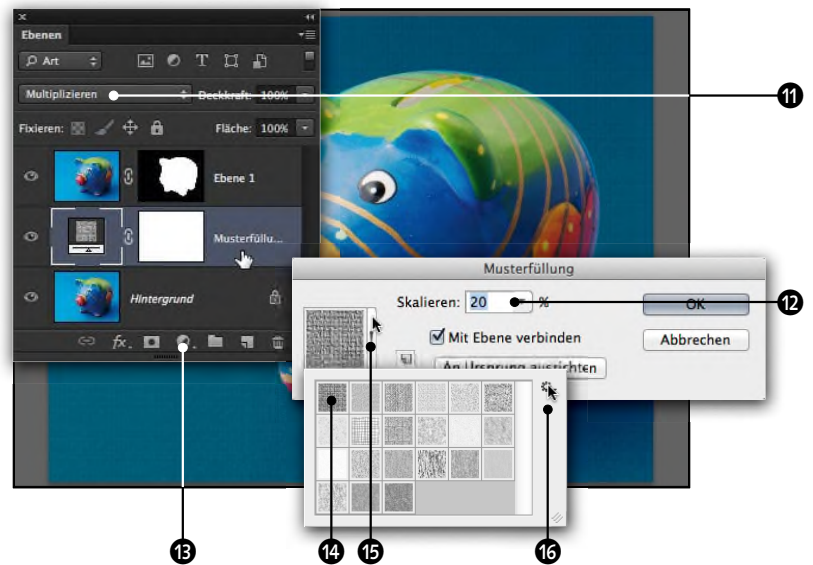 Ebenen
Art
T
Multiplizieren
Deckkraft: 100%
Fixieren:
Fläche: 100%
Ebene 1
Musterfüllu...
Hintergrund
fx.
Musterfüllung
Skalieren: 20 %
OK
Mit Ebene verbinden
Abbrechen
An Ursprung ausrichten
11
12
13
14
15
16